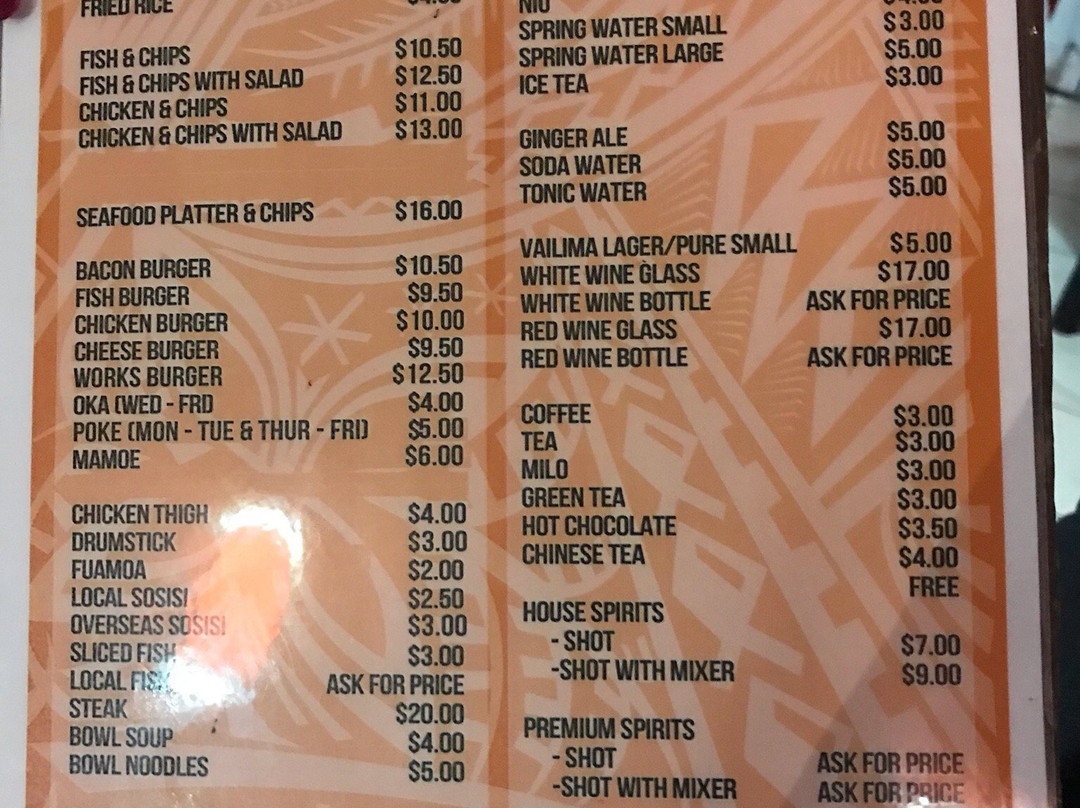 FRIED RICE
FISH & CHIPS $10.50
FISH & CHIPS WITH SALAD $12.50
CHICKEN & CHIPS $11.00
CHICKEN & CHIPS WITH SALAD $13.00
SEAFOOD PLATTER & CHIPS $16.00
BACON BURGER $10.50
FISH BURGER $9.50
CHICKEN BURGER $10.00
CHEESE BURGER $9.50
WORKS BURGER $12.50
OKA (WED - FRI) $4.00
POKE (MON - TUE & THUR - FRI) $5.00
MAMOE $6.00
CHICKEN THIGH $4.00
DRUMSTICK $3.00
FUAMOA $2.00
LOCAL SOSISI $2.50
OVERSEAS SOSISI $3.00
SLICED FISH $3.00
LOCAL FISH ASK FOR PRICE
STEAK $20.00
BOWL SOUP $4.00
BOWL NOODLES $5.00
NIU
SPRING WATER SMALL $3.00
SPRING WATER LARGE $5.00
ICE TEA $3.00
GINGER ALE $5.00
SODA WATER $5.00
TONIC WATER $5.00
VAILIMA LAGER/PURE SMALL $5.00
WHITE WINE GLASS $17.00
WHITE WINE BOTTLE ASK FOR PRICE
RED WINE GLASS $17.00
RED WINE BOTTLE ASK FOR PRICE
COFFEE $3.00
TEA $3.00
MILO $3.00
GREEN TEA $3.00
HOT CHOCOLATE $3.50
CHINESE TEA $4.00
FREE
HOUSE SPIRITS
- SHOT $7.00
-SHOT WITH MIXER $9.00
PREMIUM SPIRITS
- SHOT ASK FOR PRICE
-SHOT WITH MIXER ASK FOR PRICE